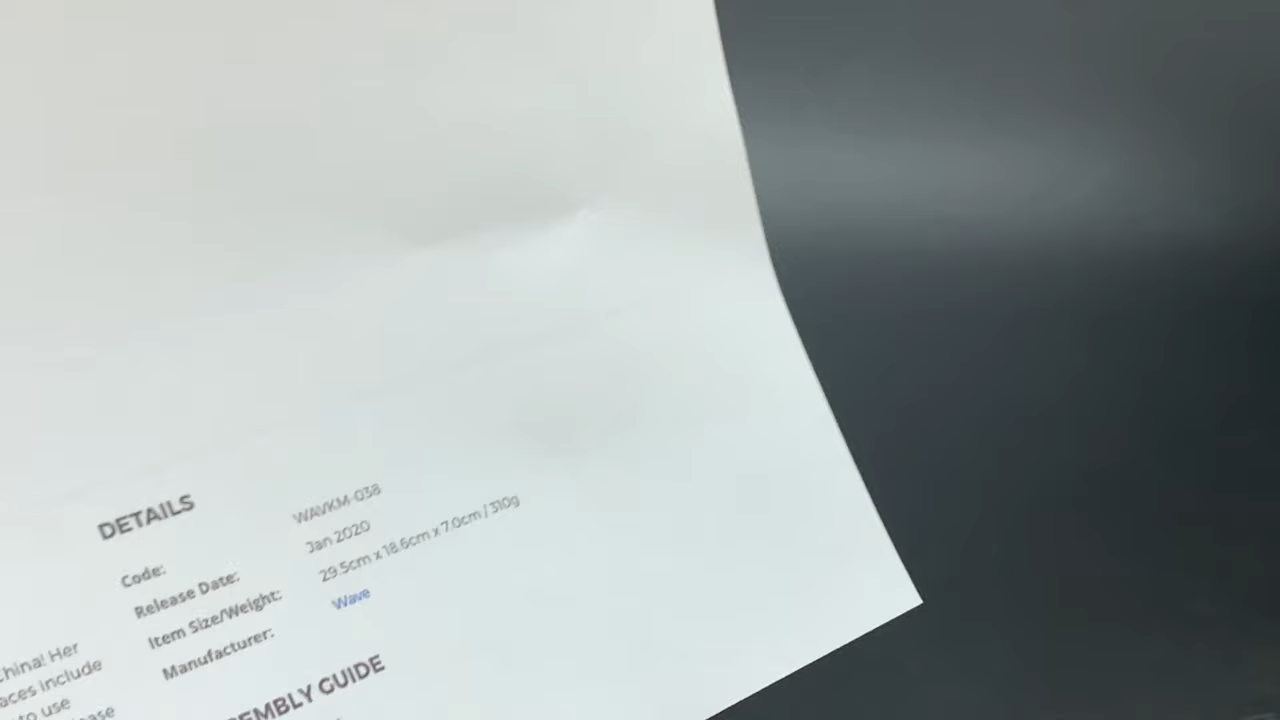 DETAILS
Code: WAVKM-038
Release Date: Jan 2020
Item Size/Weight: 29.5cm x 18.6cm x 7.0cm / 310g
Manufacturer: Wave
China! Her
aces include
to use
ease
EMBLY GUIDE